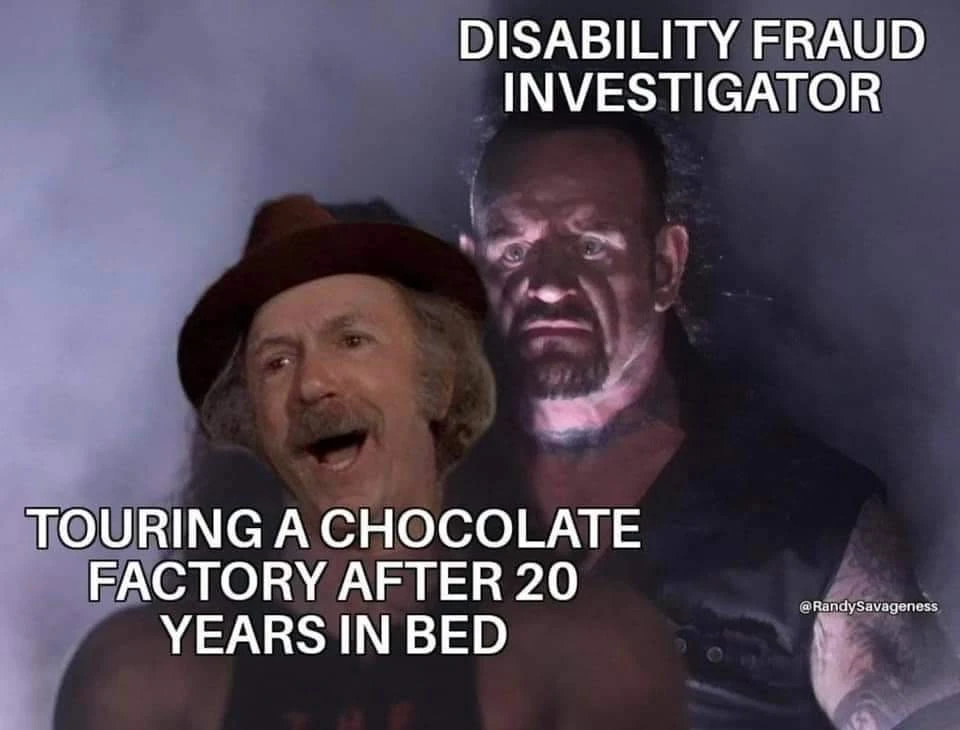 DISABILITY FRAUD
INVESTIGATOR
TOURING A CHOCOLATE
FACTORY AFTER 20
YEARS IN BED
@RandySavageness